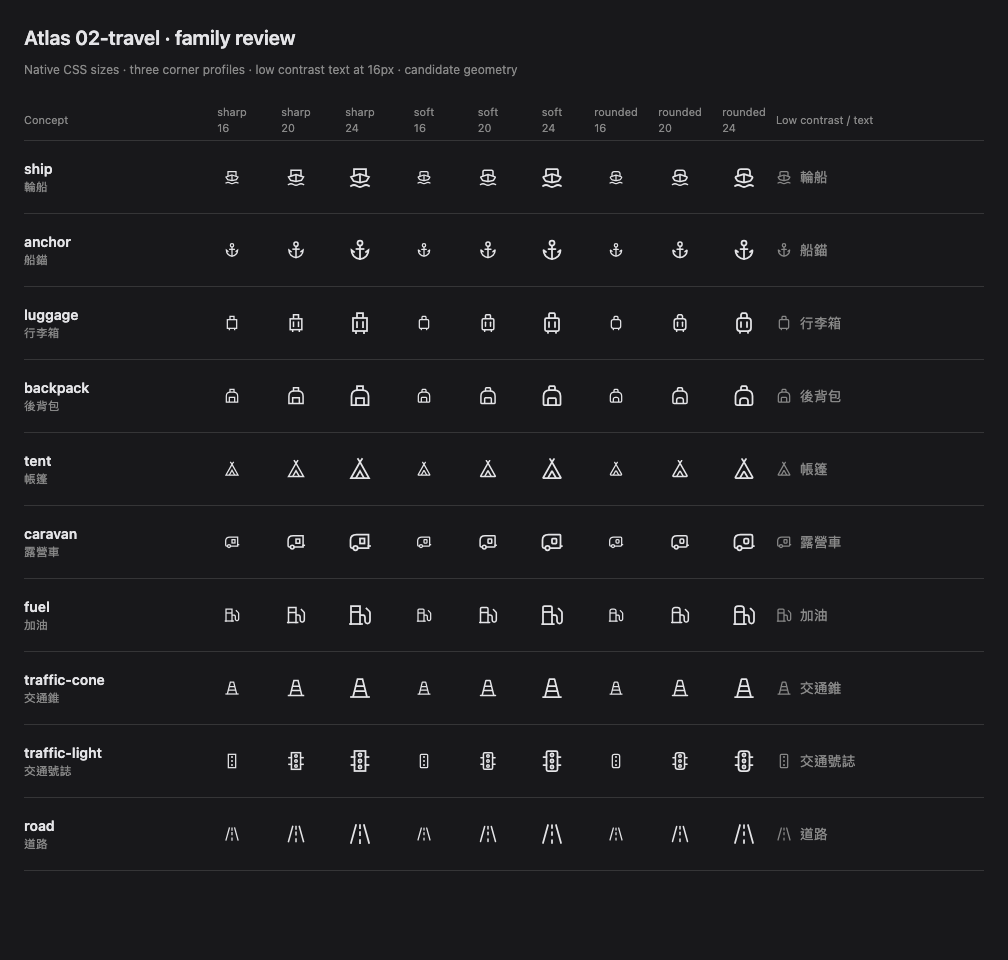 Atlas 02-travel · family review
Native CSS sizes · three corner profiles · low contrast text at 16px · candidate geometry
Concept sharp 16 sharp 20 sharp 24 soft 16 soft 20 soft 24 rounded 16 rounded 20 rounded 24 Low contrast / text
ship
輪船
輪船
anchor
船錨
船錨
luggage
行李箱
行李箱
backpack
後背包
後背包
tent
帳篷
帳篷
caravan
露營車
露營車
fuel
加油
加油
traffic-cone
交通錐
交通錐
traffic-light
交通號誌
交通號誌
road
道路
道路